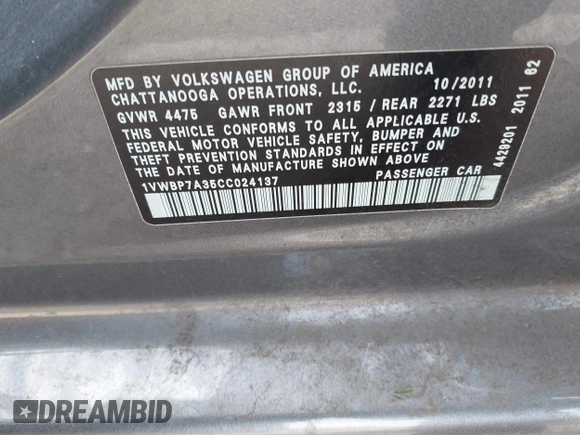 MFD BY VOLKSWAGEN GROUP OF AMERICA
CHATTANOOGA OPERATIONS, LLC. 10/2011
GVWR 4475 GAWR FRONT 2315 / REAR 2271 LBS
THIS VEHICLE CONFORMS TO ALL APPLICABLE U.S.
FEDERAL MOTOR VEHICLE SAFETY, BUMPER AND
THEFT PREVENTION STANDARDS IN EFFECT ON
THE DATE OF MANUFACTURE SHOWN ABOVE
1VWBP7A35CC024137 PASSENGER CAR
4429201 2011 62
DREAMBID